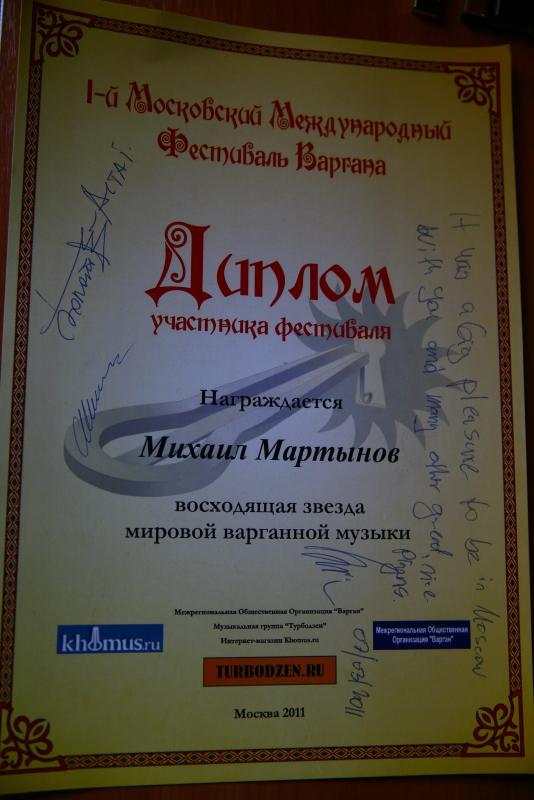 1-й Московский Международный
Фестиваль Варгана
Диплом
участника фестиваля
Награждается
Михаил Мартынов
восходящая звезда
мировой варганной музыки
Межрегиональная Общественная Организация "Варган"
Музыкальная группа "Турбодзен"
Интернет-магазин Khomus.ru
khomus.ru
TURBODZEN.RU
Межрегиональная Общественная
Организация "Варган"
Москва 2011
It was a big pleasure to be in Moscow
with you and many other good, nice
АЛТАЙ